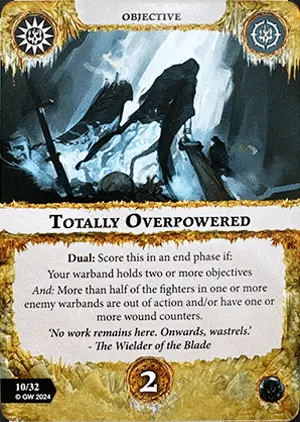 OBJECTIVE
TOTALLY OVERPOWERED
Dual: Score this in an end phase if:
Your warband holds two or more objectives
And: More than half of the fighters in one or more
enemy warbands are out of action and/or have one or
more wound counters.
'No work remains here. Onwards, wastrels.'
- The Wielder of the Blade
10/32
© GW 2024
2